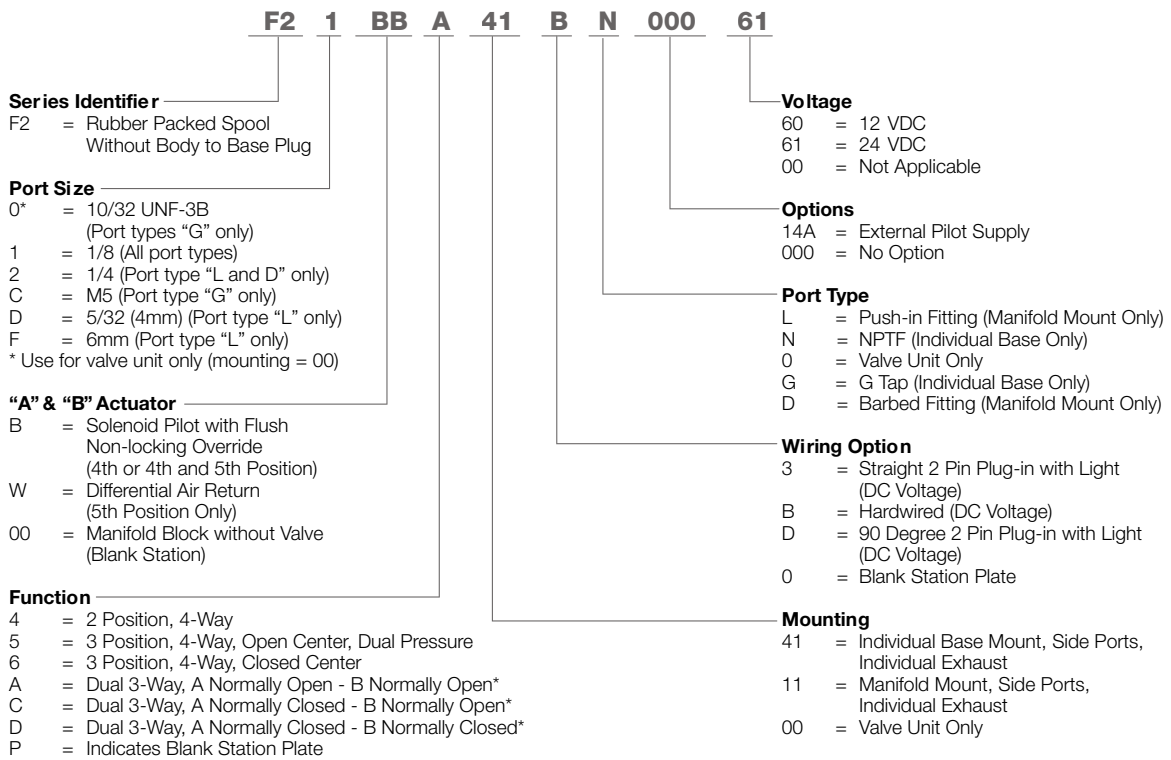 F2 1 BB A 41 B N 000 61
Series Identifier
F2 = Rubber Packed Spool
Without Body to Base Plug
Port Size
0* = 10/32 UNF-3B
(Port types “G” only)
1 = 1/8 (All port types)
2 = 1/4 (Port type “L and D” only)
C = M5 (Port type “G” only)
D = 5/32 (4mm) (Port type “L” only)
F = 6mm (Port type “L” only)
* Use for valve unit only (mounting = 00)
“A” & “B” Actuator
B = Solenoid Pilot with Flush
Non-locking Override
(4th or 4th and 5th Position)
W = Differential Air Return
(5th Position Only)
00 = Manifold Block without Valve
(Blank Station)
Function
4 = 2 Position, 4-Way
5 = 3 Position, 4-Way, Open Center, Dual Pressure
6 = 3 Position, 4-Way, Closed Center
A = Dual 3-Way, A Normally Open - B Normally Open*
C = Dual 3-Way, A Normally Closed - B Normally Open*
D = Dual 3-Way, A Normally Closed - B Normally Closed*
P = Indicates Blank Station Plate
Voltage
60 = 12 VDC
61 = 24 VDC
00 = Not Applicable
Options
14A = External Pilot Supply
000 = No Option
Port Type
L = Push-in Fitting (Manifold Mount Only)
N = NPTF (Individual Base Only)
0 = Valve Unit Only
G = G Tap (Individual Base Only)
D = Barbed Fitting (Manifold Mount Only)
Wiring Option
3 = Straight 2 Pin Plug-in with Light
(DC Voltage)
B = Hardwired (DC Voltage)
D = 90 Degree 2 Pin Plug-in with Light
(DC Voltage)
0 = Blank Station Plate
Mounting
41 = Individual Base Mount, Side Ports,
Individual Exhaust
11 = Manifold Mount, Side Ports,
Individual Exhaust
00 = Valve Unit Only